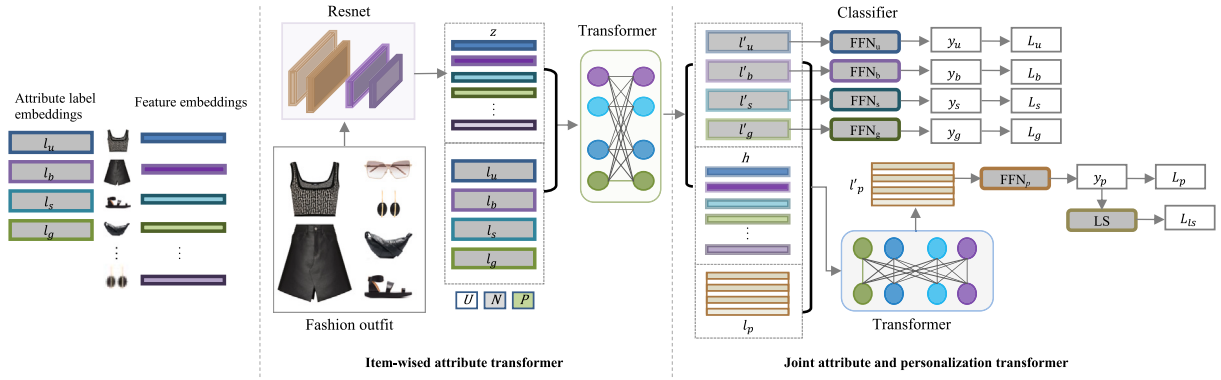 Attribute label
embeddings
Feature embeddings
l_u
l_b
l_s
l_g
...
...
Resnet
Fashion outfit
z
...
l_u
l_b
l_s
l_g
U N P
Transformer
Item-wised attribute transformer
l'_u
l'_b
l'_s
l'_g
h
...
l_p
Classifier
FFN_u y_u L_u
FFN_b y_b L_b
FFN_s y_s L_s
FFN_g y_g L_g
l'_p
FFN_p y_p L_p
LS L_ls
Transformer
Joint attribute and personalization transformer